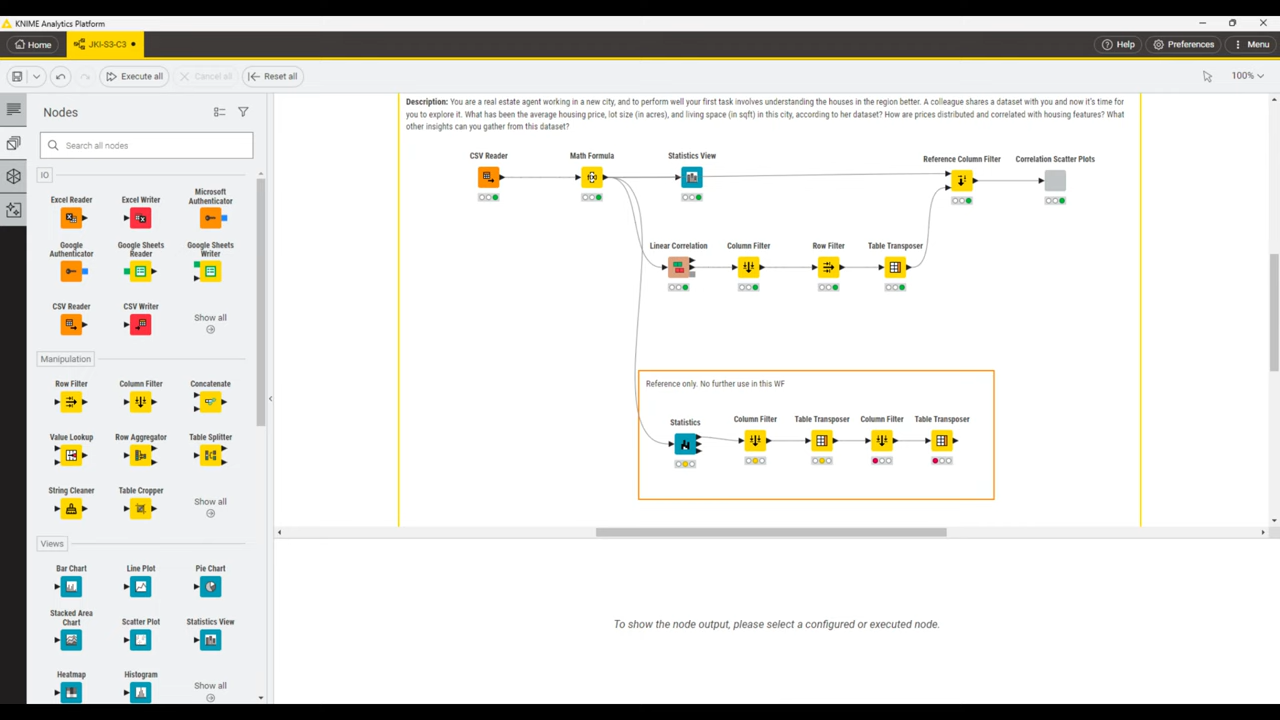 KNIME Analytics Platform
Home
JKI-S3-C3
Help
Preferences
Menu
Execute all
Cancel all
Reset all
100%
Nodes
Search all nodes
IO
Excel Reader
Excel Writer
Microsoft
Authenticator
Google
Authenticator
Google Sheets
Reader
Google Sheets
Writer
CSV Reader
CSV Writer
Show all
Manipulation
Row Filter
Column Filter
Concatenate
Value Lookup
Row Aggregator
Table Splitter
String Cleaner
Table Cropper
Show all
Views
Bar Chart
Line Plot
Pie Chart
Stacked Area
Chart
Scatter Plot
Statistics View
Heatmap
Histogram
Show all
Description: You are a real estate agent working in a new city, and to perform well your first task involves understanding the houses in the region better. A colleague shares a dataset with you and now it's time for
you to explore it. What has been the average housing price, lot size (in acres), and living space (in sqft) in this city, according to her dataset? How are prices distributed and correlated with housing features? What
other insights can you gather from this dataset?
CSV Reader
Math Formula
Statistics View
Reference Column Filter
Correlation Scatter Plots
Linear Correlation
Column Filter
Row Filter
Table Transposer
Reference only. No further use in this WF
Statistics
Column Filter
Table Transposer
Column Filter
Table Transposer
To show the node output, please select a configured or executed node.